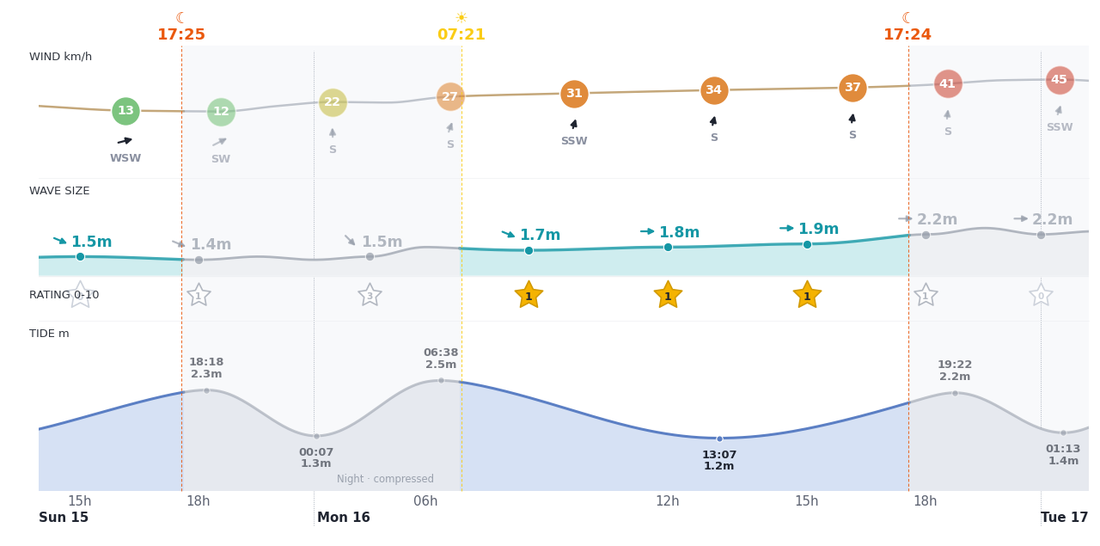 17:25
07:21
17:24
WIND km/h
13
12
22
27
31
34
37
41
45
WSW
SW
S
S
SSW
S
S
S
SSW
WAVE SIZE
1.5m
1.4m
1.5m
1.7m
1.8m
1.9m
2.2m
2.2m
RATING 0-10
1
3
1
1
1
1
0
TIDE m
18:18
2.3m
00:07
1.3m
06:38
2.5m
13:07
1.2m
19:22
2.2m
01:13
1.4m
Night · compressed
15h
18h
06h
12h
15h
18h
Sun 15
Mon 16
Tue 17